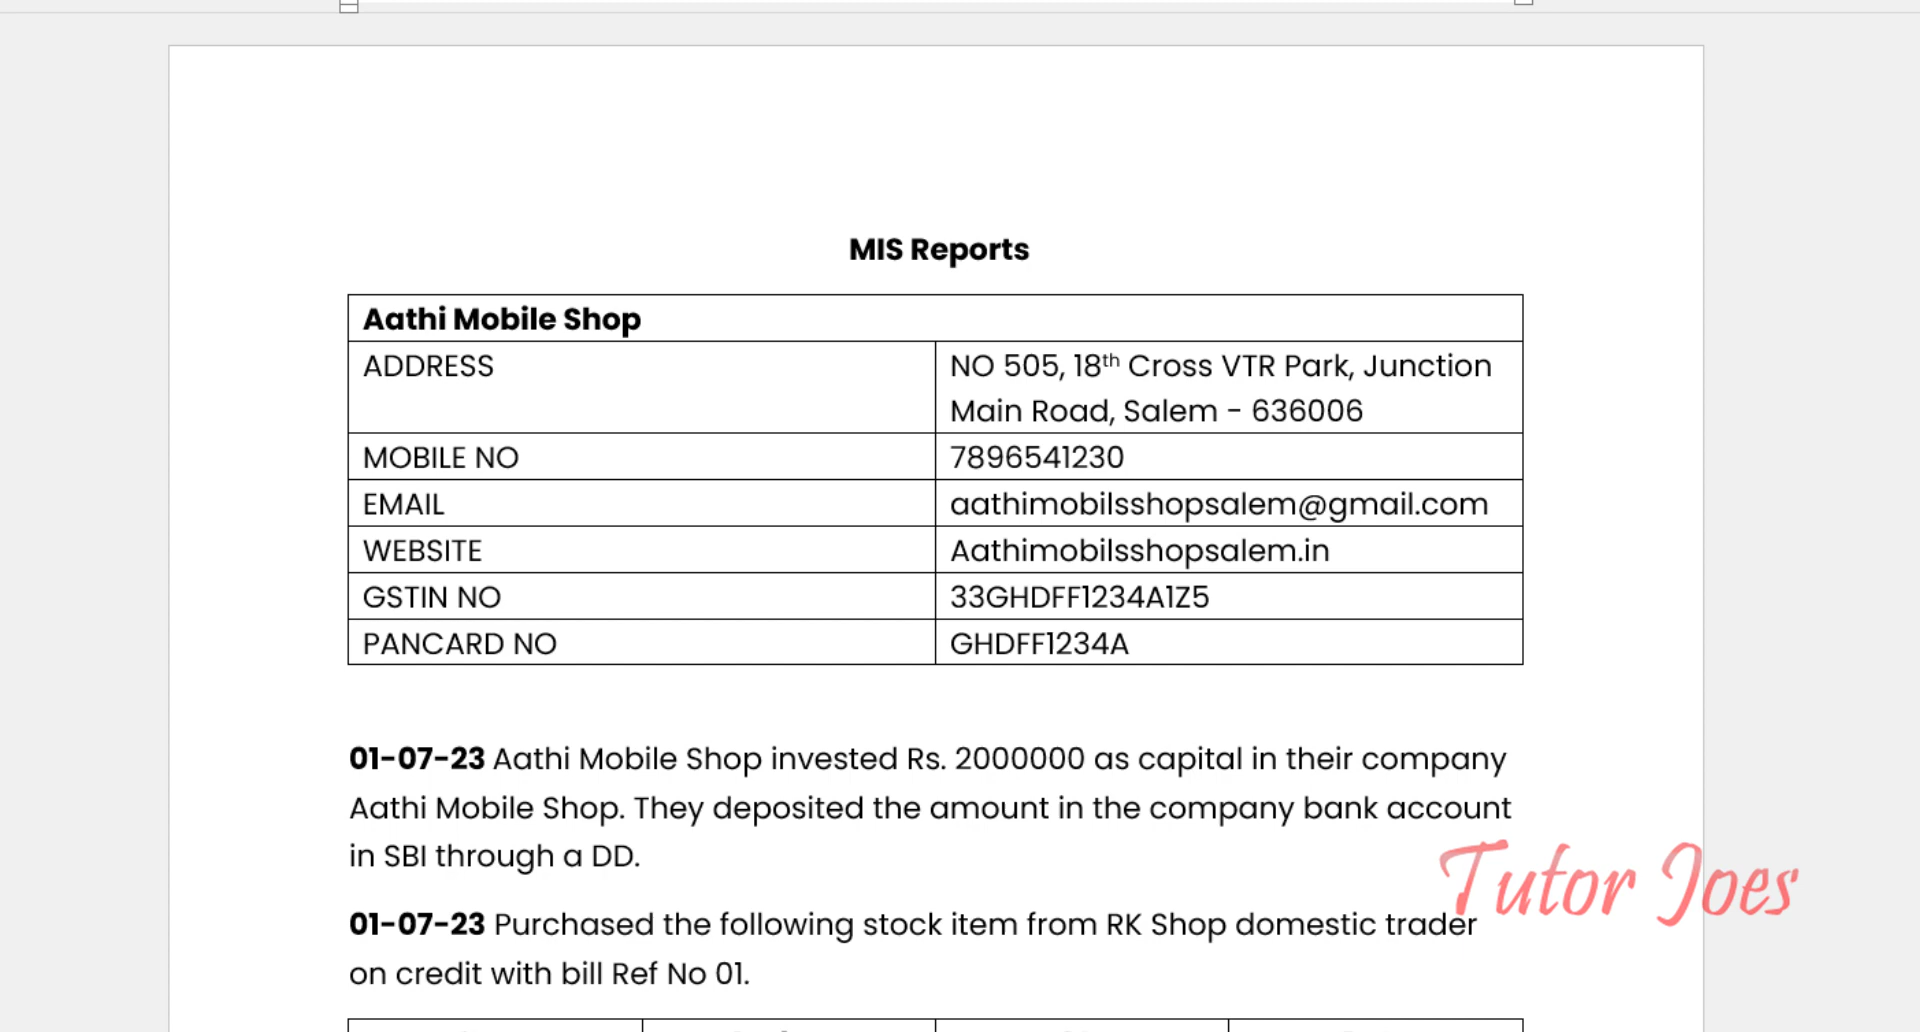 MIS Reports
Aathi Mobile Shop
ADDRESS
NO 505, 18th Cross VTR Park, Junction
Main Road, Salem - 636006
MOBILE NO
7896541230
EMAIL
aathimobilsshopsalem@gmail.com
WEBSITE
Aathimobilsshopsalem.in
GSTIN NO
33GHDFF1234A1Z5
PANCARD NO
GHDFF1234A
01-07-23 Aathi Mobile Shop invested Rs. 2000000 as capital in their company
Aathi Mobile Shop. They deposited the amount in the company bank account
in SBI through a DD.
Tutor Joes
01-07-23 Purchased the following stock item from RK Shop domestic trader
on credit with bill Ref No 01.